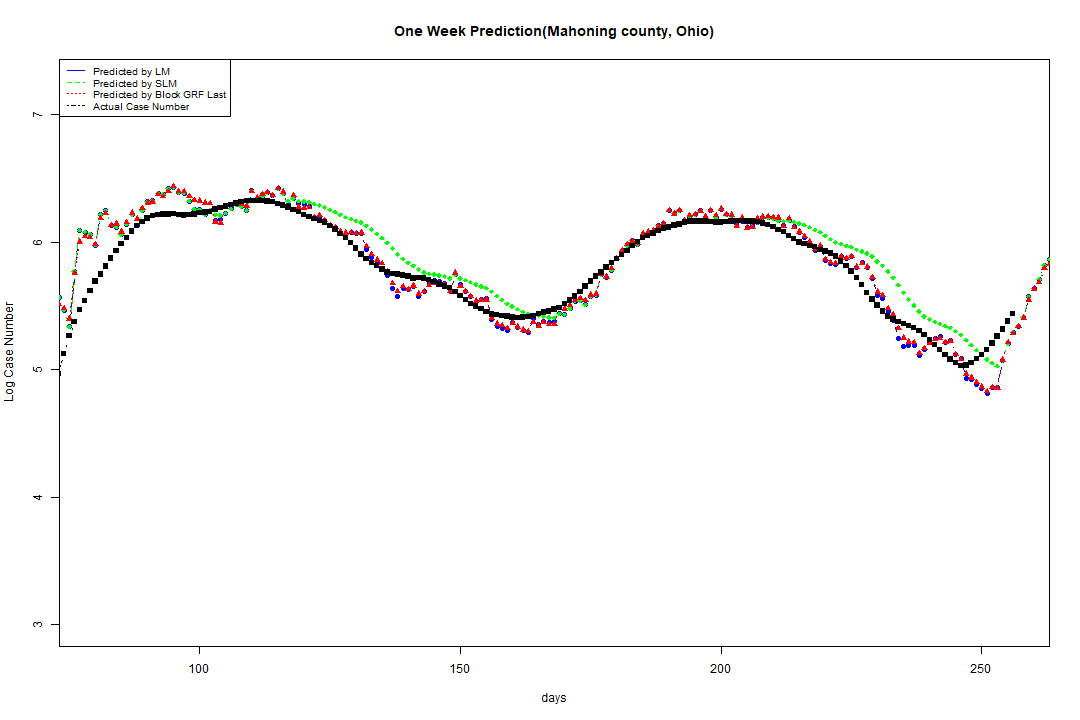 One Week Prediction(Mahoning county, Ohio)
Predicted by LM
Predicted by SLM
Predicted by Block GRF Last
Actual Case Number
7
6
5
4
3
Log Case Number
100 150 200 250
days